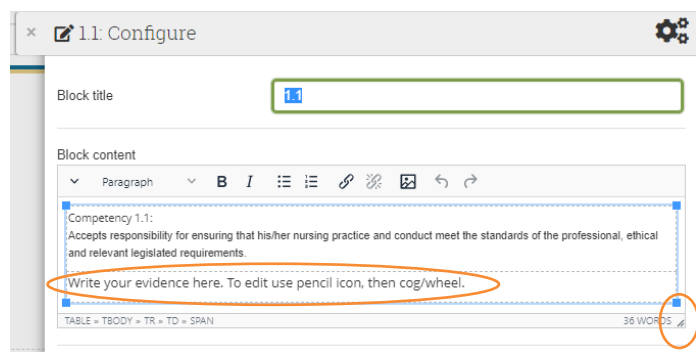 × 1.1: Configure
Block title
1.1
Block content
Paragraph B I
Competency 1.1:
Accepts responsibility for ensuring that his/her nursing practice and conduct meet the standards of the professional, ethical
and relevant legislated requirements.
Write your evidence here. To edit use pencil icon, then cog/wheel.
TABLE » TBODY » TR » TD » SPAN 36 WORDS